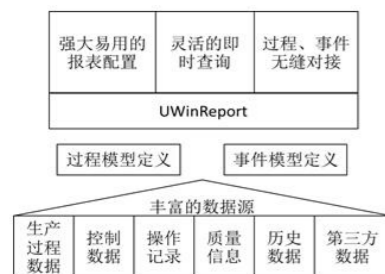 强大易用的 灵活的即 过程、事件
报表配置 时查询 无缝对接
UWinReport
过程模型定义 事件模型定义
丰富的数据源
生产 控制 操作 质量 历史 第三方
过程 数据 记录 信息 数据 数据
数据